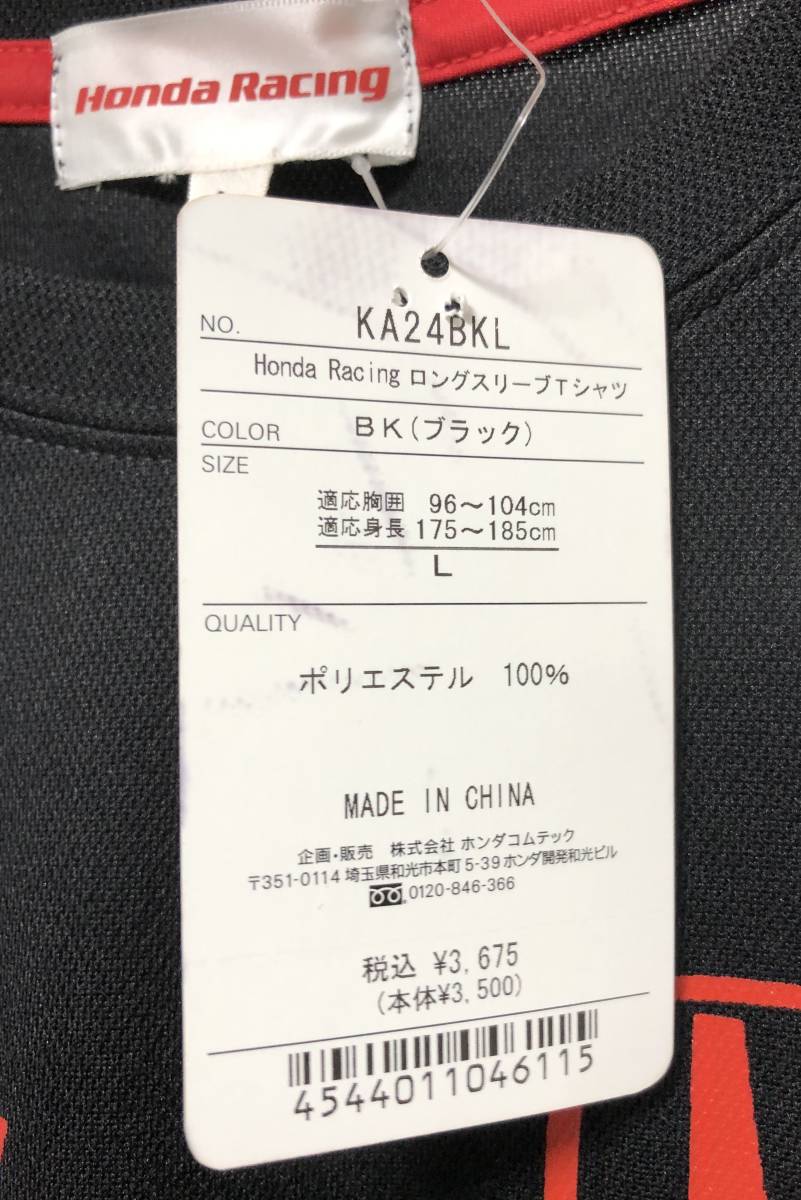 Honda Racing
NO. KA24BKL
Honda Racing ロングスリーブTシャツ
COLOR BK(ブラック)
SIZE
適応胸囲 96〜104cm
適応身長 175〜185cm
L
QUALITY
ポリエステル 100%
MADE IN CHINA
企画・販売 株式会社 ホンダコムテック
〒351-0114 埼玉県和光市本町5-39ホンダ開発和光ビル
0120-846-366
税込 ¥3,675
(本体¥3,500)
4544011046115